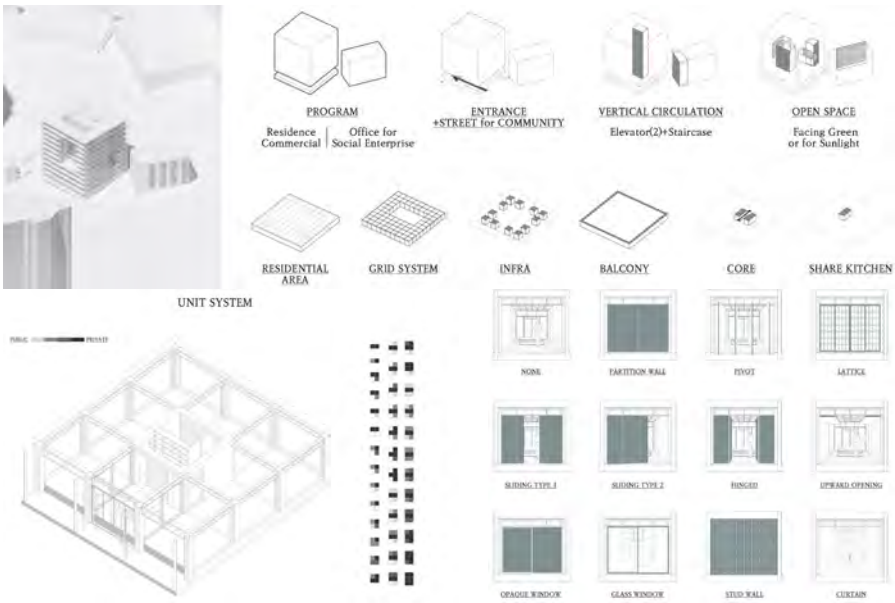 PROGRAM
Residence
Commercial
Office for
Social Enterprise
ENTRANCE
+STREET for COMMUNITY
VERTICAL CIRCULATION
Elevator(2)+Staircase
OPEN SPACE
Facing Green
or for Sunlight
RESIDENTIAL
AREA
GRID SYSTEM
INFRA
BALCONY
CORE
SHARE KITCHEN
UNIT SYSTEM
PUBLIC
PRIVATE
NONE
PARTITION WALL
PIVOT
LATTICE
SLIDING TYPE 1
SLIDING TYPE 2
HINGED
UPWARD OPENING
OPAQUE WINDOW
GLASS WINDOW
STUD WALL
CURTAIN